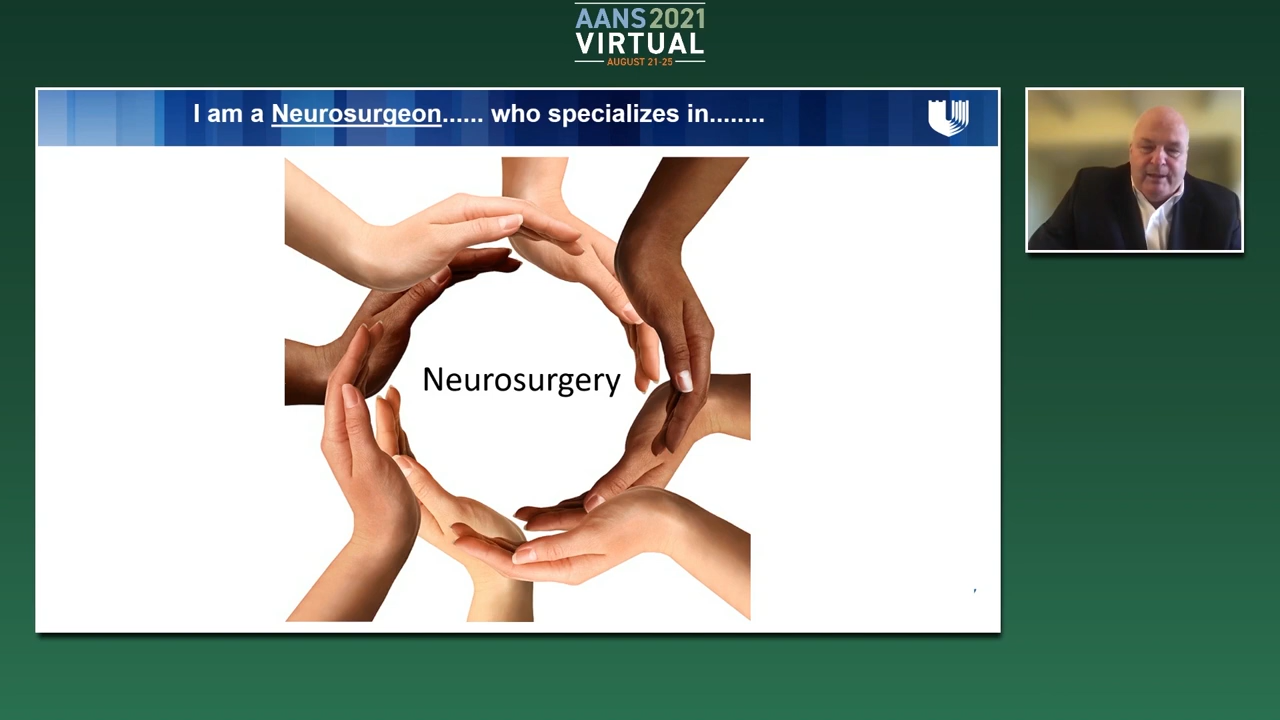 AANS2021
VIRTUAL
AUGUST 21-25
I am a Neurosurgeon...... who specializes in........
Neurosurgery